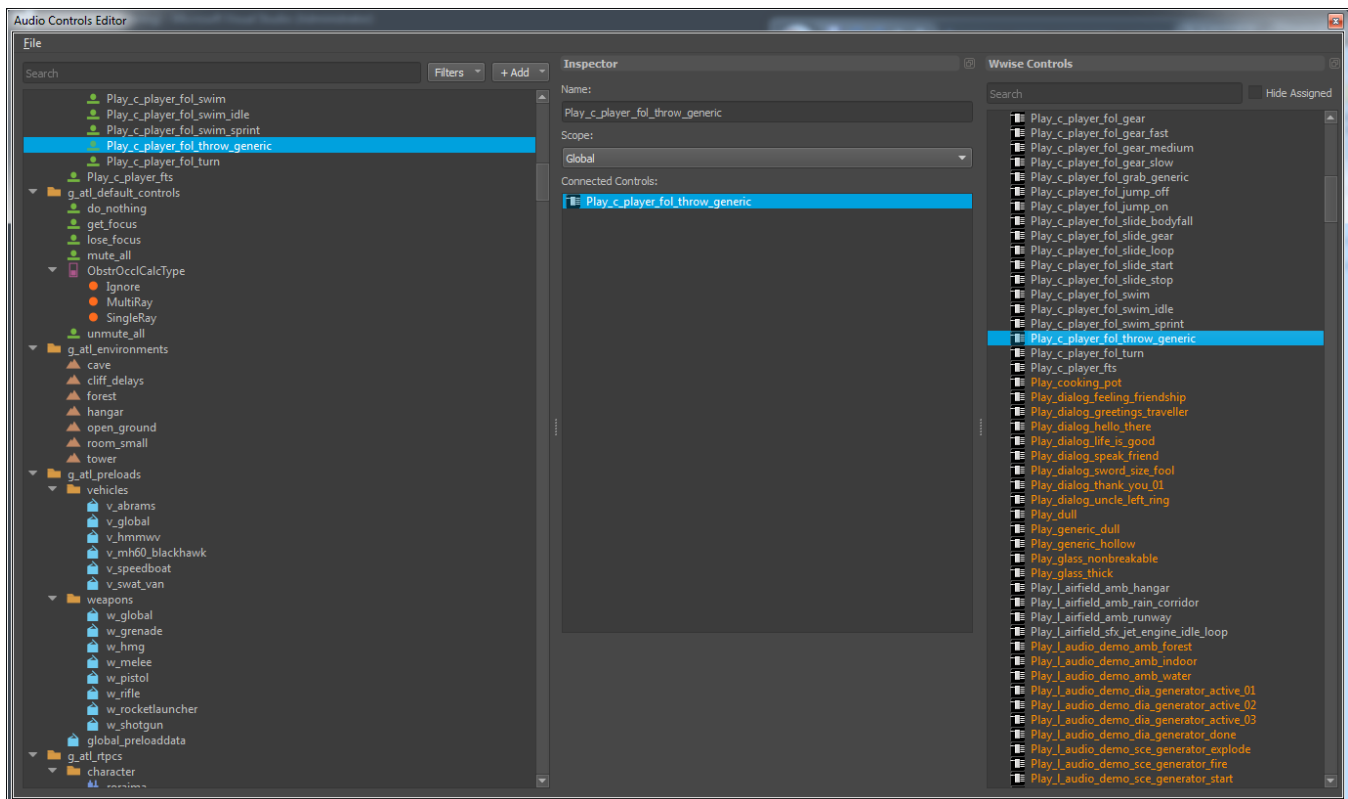 Audio Controls Editor
File
Search
Filters
+ Add
Play_c_player_fol_swim
Play_c_player_fol_swim_idle
Play_c_player_fol_swim_sprint
Play_c_player_fol_throw_generic
Play_c_player_fol_turn
Play_c_player_fts
g_atl_default_controls
do_nothing
get_focus
lose_focus
mute_all
ObstrOcclCalcType
Ignore
MultiRay
SingleRay
unmute_all
g_atl_environments
cave
cliff_delays
forest
hangar
open_ground
room_small
tower
g_atl_preloads
vehicles
v_abrams
v_global
v_hmmwv
v_mh60_blackhawk
v_speedboat
v_swat_van
weapons
w_global
w_grenade
w_hmg
w_melee
w_pistol
w_rifle
w_rocketlauncher
w_shotgun
global_preloaddata
g_atl_rtpcs
character
Inspector
Name:
Play_c_player_fol_throw_generic
Scope:
Global
Connected Controls:
Play_c_player_fol_throw_generic
Wwise Controls
Search
Hide Assigned
Play_c_player_fol_gear
Play_c_player_fol_gear_fast
Play_c_player_fol_gear_medium
Play_c_player_fol_gear_slow
Play_c_player_fol_grab_generic
Play_c_player_fol_jump_off
Play_c_player_fol_jump_on
Play_c_player_fol_slide_bodyfall
Play_c_player_fol_slide_gear
Play_c_player_fol_slide_loop
Play_c_player_fol_slide_start
Play_c_player_fol_slide_stop
Play_c_player_fol_swim
Play_c_player_fol_swim_idle
Play_c_player_fol_swim_sprint
Play_c_player_fol_throw_generic
Play_c_player_fol_turn
Play_c_player_fts
Play_cooking_pot
Play_dialog_feeling_friendship
Play_dialog_greetings_traveller
Play_dialog_hello_there
Play_dialog_life_is_good
Play_dialog_speak_friend
Play_dialog_sword_size_fool
Play_dialog_thank_you_01
Play_dialog_uncle_left_ring
Play_dull
Play_generic_dull
Play_generic_hollow
Play_glass_nonbreakable
Play_glass_thick
Play_l_airfield_amb_hangar
Play_l_airfield_amb_rain_corridor
Play_l_airfield_amb_runway
Play_l_airfield_sfx_jet_engine_idle_loop
Play_l_audio_demo_amb_forest
Play_l_audio_demo_amb_indoor
Play_l_audio_demo_amb_water
Play_l_audio_demo_dia_generator_active_01
Play_l_audio_demo_dia_generator_active_02
Play_l_audio_demo_dia_generator_active_03
Play_l_audio_demo_dia_generator_done
Play_l_audio_demo_sce_generator_explode
Play_l_audio_demo_sce_generator_fire
Play_l_audio_demo_sce_generator_start